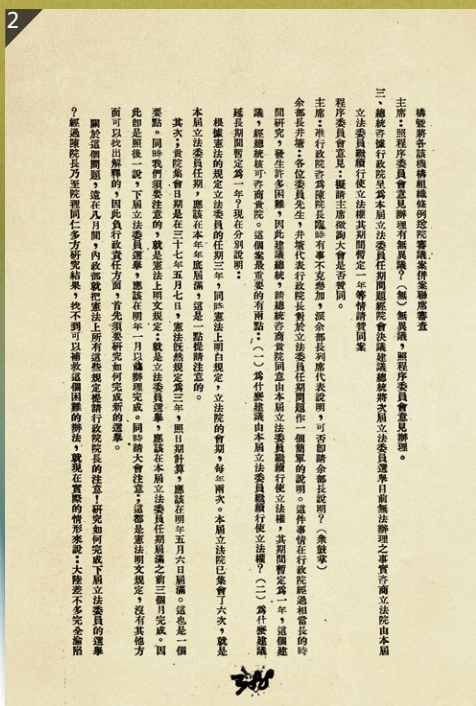 2
構暨將各該機構組織條例送院審議案併案聯席審查
主席：照程序委員會意見辦理有無異議？（無）無異議，照程序委員會意見辦理。
三、總統咨據行政院呈爲本屆立法委員任期問題經院會決議建議總統將次屆立法委員選舉目前無法辦理之事實咨商立法院由本屆
立法委員繼續行使立法權其期間暫定一年等情請贊同案
程序委員會意見：擬請主席徵詢大會是否贊同。
主席：准行政院咨爲陳院長臨時有事不克參加，派余部長列席代表說明，可否即請余部長說明？（衆鼓掌）
余部長井塘：各位委員先生，井塘代表行政院長對於立法委員任期問題作一個簡單的說明。這件事情在行政院經過相當長的時
間研究，發生許多困難，因此建議總統，請總統咨商貴院同意由本屆立法委員繼續行使立法權，其期間暫定爲一年，這個建
議，經總統核可咨商貴院。這個案最重要的有兩點：（一）爲什麼建議由本屆立法委員繼續行使立法權？（二）爲什麼建議
延長期間暫定爲一年？現在分別說明：
根據憲法的規定立法委員的任期三年，同時憲法上明白規定，立法院的會期，每年兩次。本屆立法院已集會了六次，就是
本屆立法委員任期，應該在本年年底屆滿，這是一點提請注意的。
其次，貴院集會日期是在三十七年五月七日，憲法既然規定爲三年，照日期計算，應該在明年五月六日屆滿。這也是一個
要點。同時我們須要注意的，就是憲法上明文規定：就是立法委員選舉，應該在本屆立法委員任期屆滿之前三個月完成。因
此卽是照後一說，下屆立法委員選舉，應該在明年一月以前辦理完成。同時請大會注意，這都是憲法明文規定，沒有其他方
面可以找出解釋的，因此負行政責任方面，首先須要研究如何完成新的選舉。
關於這個問題，遠在八月間，內政部就把憲法上所有這些規定提請行政院院長的注意！研究如何完成下屆立法委員的選舉
？經過陳院長乃至院裡同仁多方研究結果，找不到可以補救這個困難的辦法，就現在實際的情形來說：大陸差不多完全淪陷
388